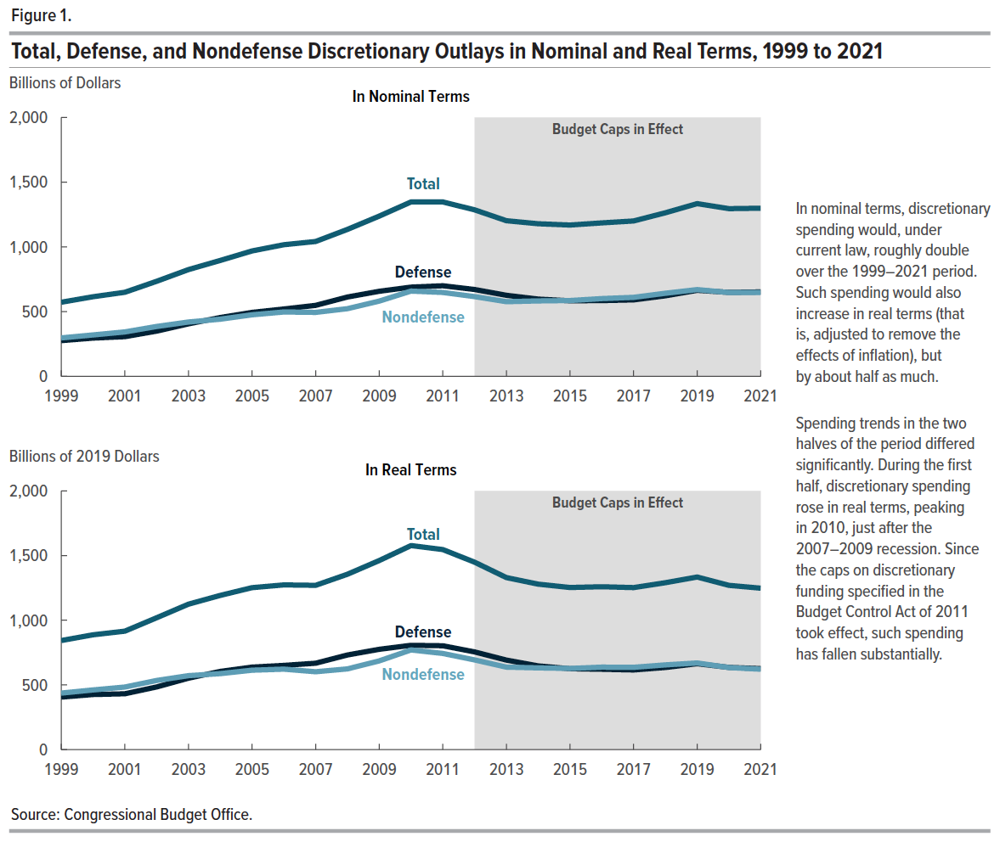 Figure 1.
Total, Defense, and Nondefense Discretionary Outlays in Nominal and Real Terms, 1999 to 2021
Billions of Dollars
In Nominal Terms
2,000
1,500
1,000
500
0
Budget Caps in Effect
Total
Defense
Nondefense
1999 2001 2003 2005 2007 2009 2011 2013 2015 2017 2019 2021
In nominal terms, discretionary
spending would, under
current law, roughly double
over the 1999–2021 period.
Such spending would also
increase in real terms (that
is, adjusted to remove the
effects of inflation), but
by about half as much.
Billions of 2019 Dollars
In Real Terms
2,000
1,500
1,000
500
0
Budget Caps in Effect
Total
Defense
Nondefense
1999 2001 2003 2005 2007 2009 2011 2013 2015 2017 2019 2021
Spending trends in the two
halves of the period differed
significantly. During the first
half, discretionary spending
rose in real terms, peaking
in 2010, just after the
2007–2009 recession. Since
the caps on discretionary
funding specified in the
Budget Control Act of 2011
took effect, such spending
has fallen substantially.
Source: Congressional Budget Office.